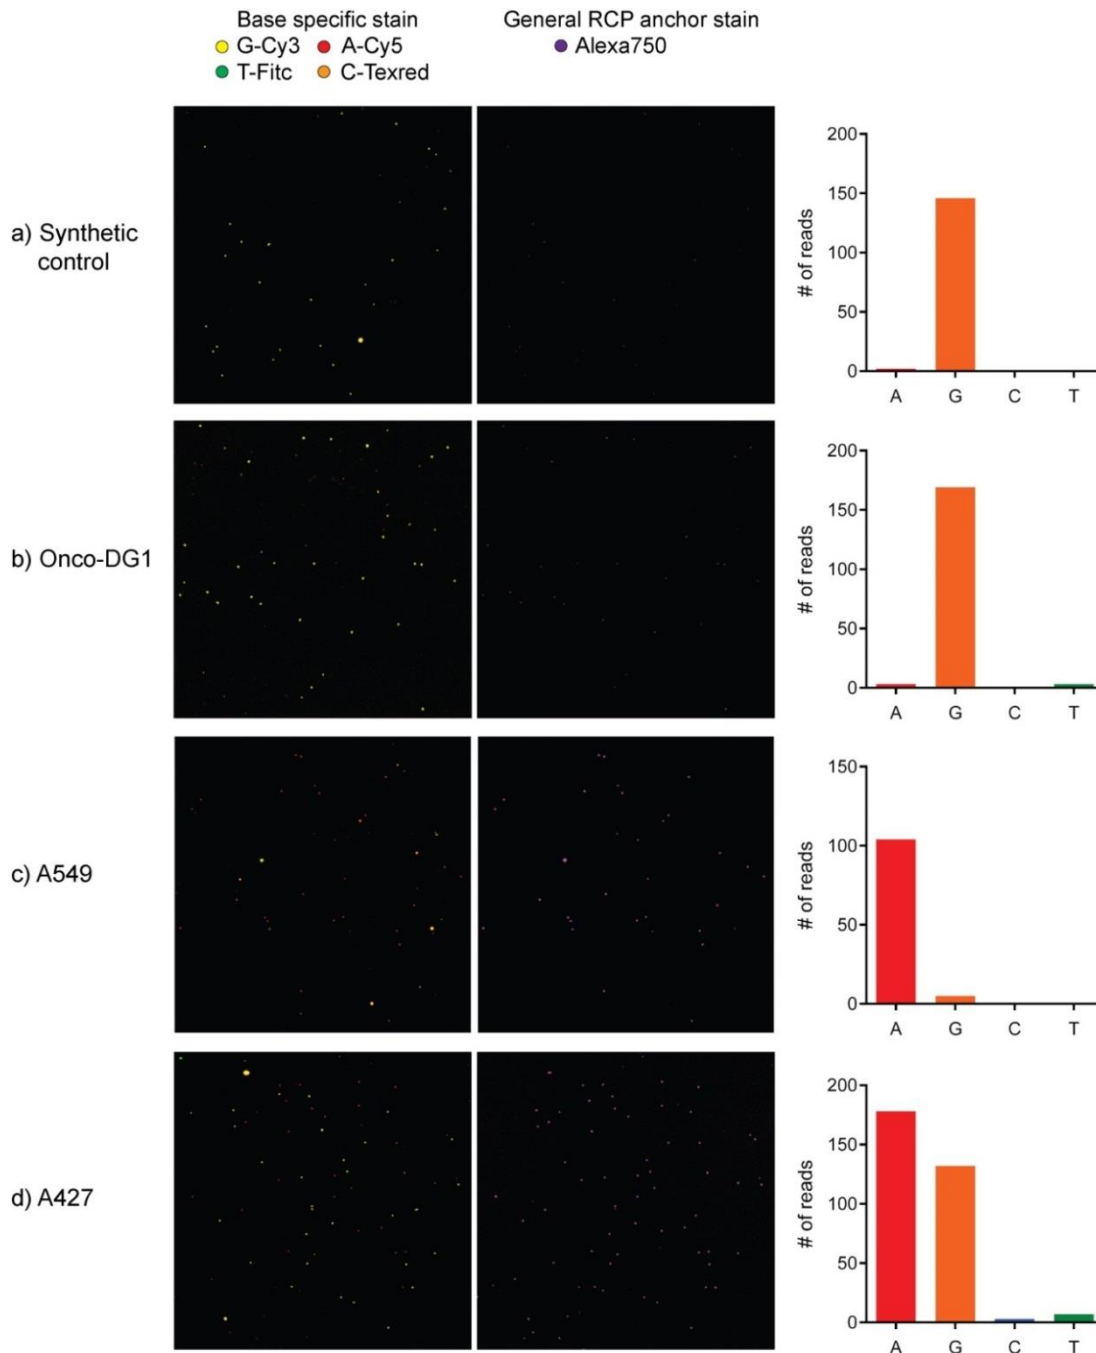 Base specific stain
G-Cy3 A-Cy5
T-Fitc C-Texred
General RCP anchor stain
Alexa750
a) Synthetic
control
# of reads
200
150
100
50
0
A G C T
b) Onco-DG1
# of reads
200
150
100
50
0
A G C T
c) A549
# of reads
150
100
50
0
A G C T
d) A427
# of reads
200
150
100
50
0
A G C T